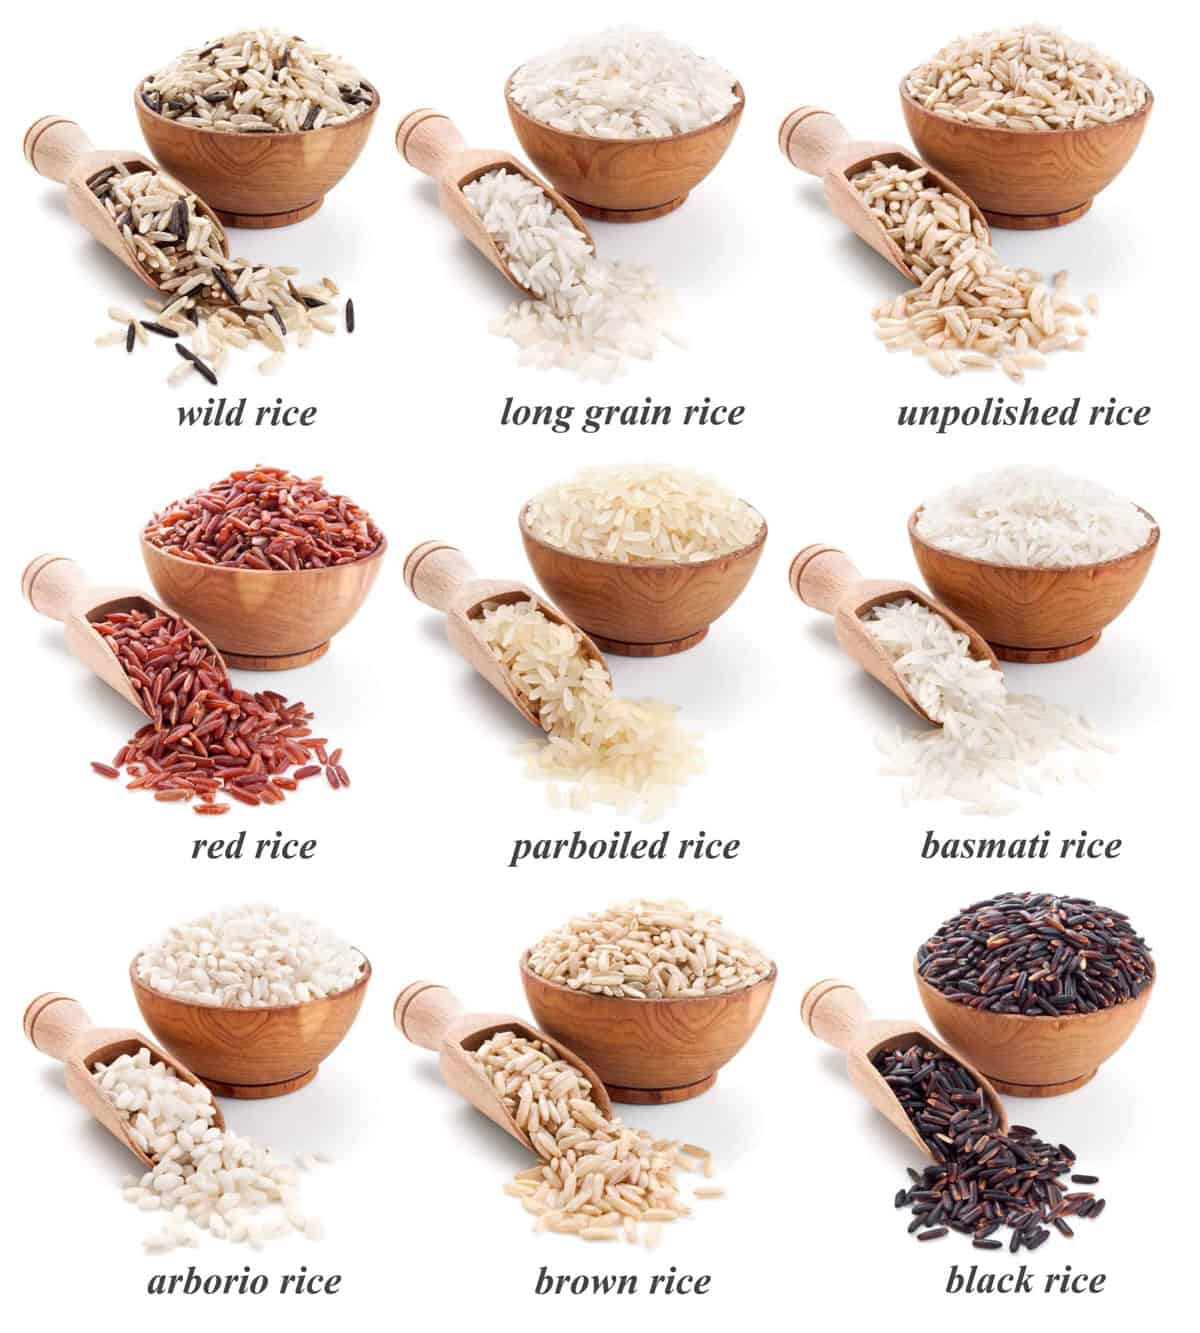 wild rice
long grain rice
unpolished rice
red rice
parboiled rice
basmati rice
arborio rice
brown rice
black rice